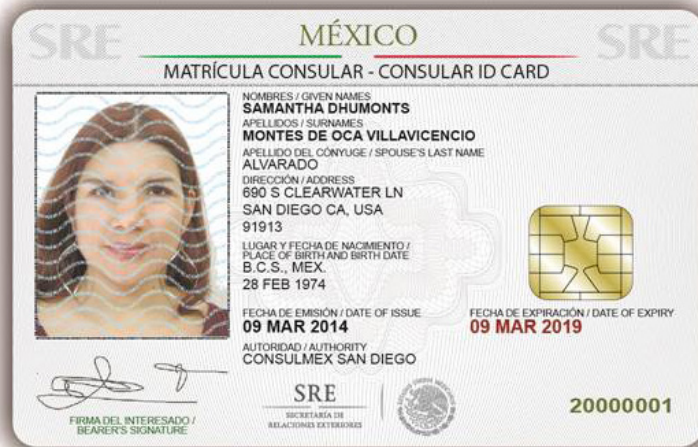 SRE MÉXICO SRE
MATRÍCULA CONSULAR - CONSULAR ID CARD
NOMBRES / GIVEN NAMES
SAMANTHA DHUMONTS
APELLIDOS / SURNAMES
MONTES DE OCA VILLAVICENCIO
APELLIDO DEL CÓNYUGE / SPOUSE'S LAST NAME
ALVARADO
DIRECCIÓN / ADDRESS
690 S CLEARWATER LN
SAN DIEGO CA, USA
91913
LUGAR Y FECHA DE NACIMIENTO /
PLACE OF BIRTH AND BIRTH DATE
B.C.S., MEX.
28 FEB 1974
FECHA DE EMISIÓN / DATE OF ISSUE
09 MAR 2014
FECHA DE EXPIRACIÓN / DATE OF EXPIRY
09 MAR 2019
AUTORIDAD / AUTHORITY
CONSULMEX SAN DIEGO
FIRMA DEL INTERESADO /
BEARER'S SIGNATURE
SRE
SECRETARÍA DE
RELACIONES EXTERIORES
20000001